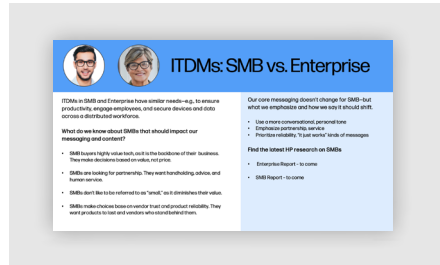 ITDMs: SMB vs. Enterprise
ITDMs in SMB and Enterprise have similar needs—e.g., to ensure
productivity, engage employees, and secure devices and data
across a distributed workforce.
What do we know about SMBs that should impact our
messaging and content?
• SMB buyers highly value tech, as it is the backbone of their business.
They make decisions based on value, not price.
• SMBs are looking for partnership. They want handholding, advice, and
human service.
• SMBs don't like to be referred to as "small," as it diminishes their value.
• SMBs make choices base on vendor trust and product reliability. They
want products to last and vendors who stand behind them.
Our core messaging doesn't change for SMB—but
what we emphasize and how we say it should shift.
• Use a more conversational, personal tone
• Emphasize partnership, service
• Prioritize reliability, "it just works" kinds of messages
Find the latest HP research on SMBs
• Enterprise Report - to come
• SMB Report - to come